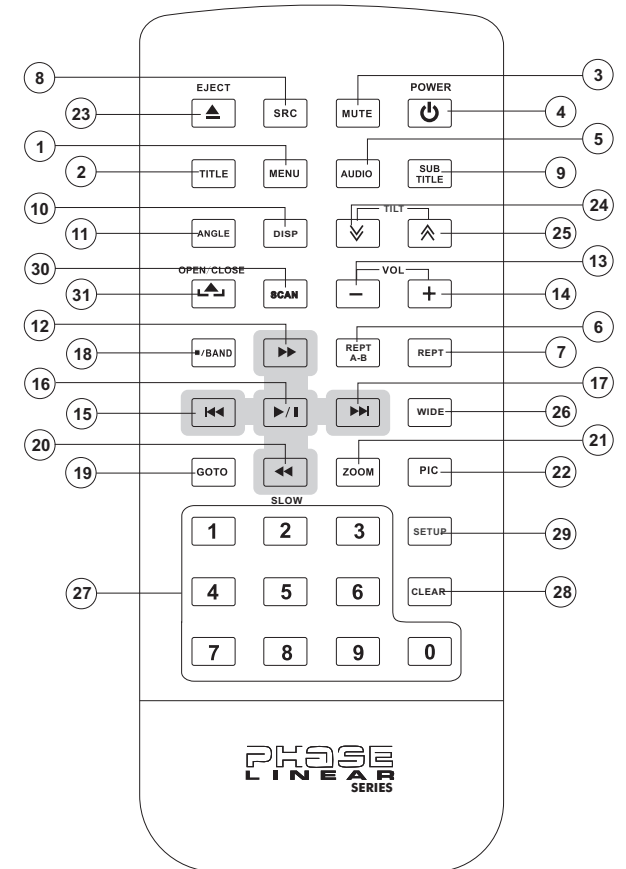 8 3
EJECT POWER
23 SRC MUTE 4
1 5
2 TITLE MENU AUDIO SUB TITLE 9
10 TILT 24
11 ANGLE DISP 25
30 OPEN/CLOSE VOL 13
31 SCAN − + 14
12 6
18 ■/BAND ▶▶ REPT A-B REPT 7
16 17
15 ⏮ ▶/❚❚ ⏭ WIDE 26
20 21
19 GOTO ◀◀ ZOOM PIC 22
SLOW
1 2 3 SETUP 29
27 4 5 6 CLEAR 28
7 8 9 0
PHASE
LINEAR
SERIES